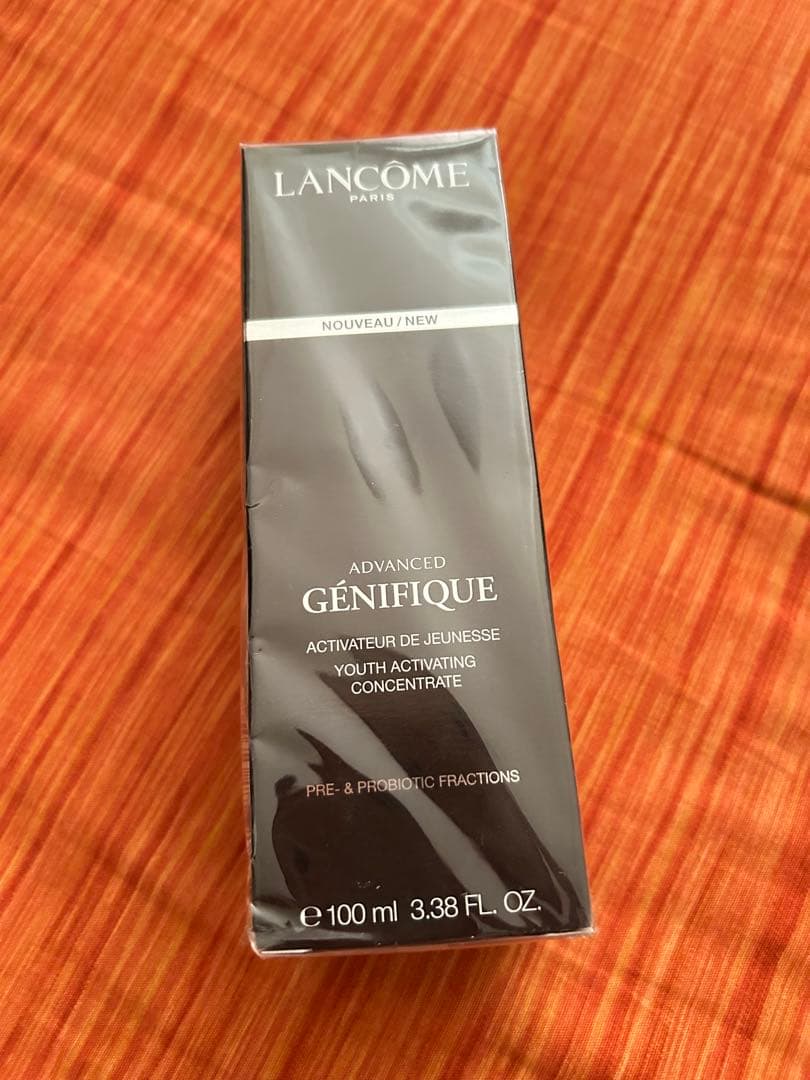 LANCÔME
PARIS
NOUVEAU / NEW
ADVANCED
GÉNIFIQUE
ACTIVATEUR DE JEUNESSE
YOUTH ACTIVATING
CONCENTRATE
PRE- & PROBIOTIC FRACTIONS
℮ 100 ml 3.38 FL. OZ.